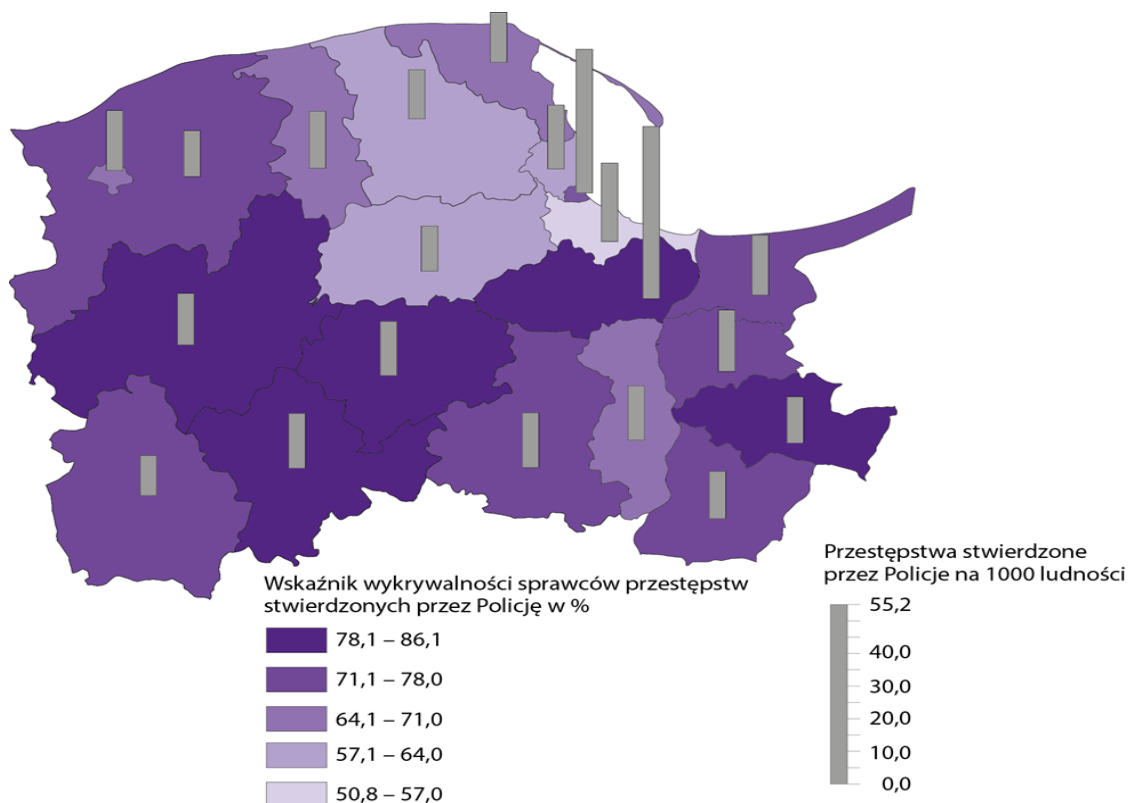 Wskaźnik wykrywalności sprawców przestępstw
stwierdzonych przez Policję w %
78,1 – 86,1
71,1 – 78,0
64,1 – 71,0
57,1 – 64,0
50,8 – 57,0
Przestępstwa stwierdzone
przez Policje na 1000 ludności
55,2
40,0
30,0
20,0
10,0
0,0